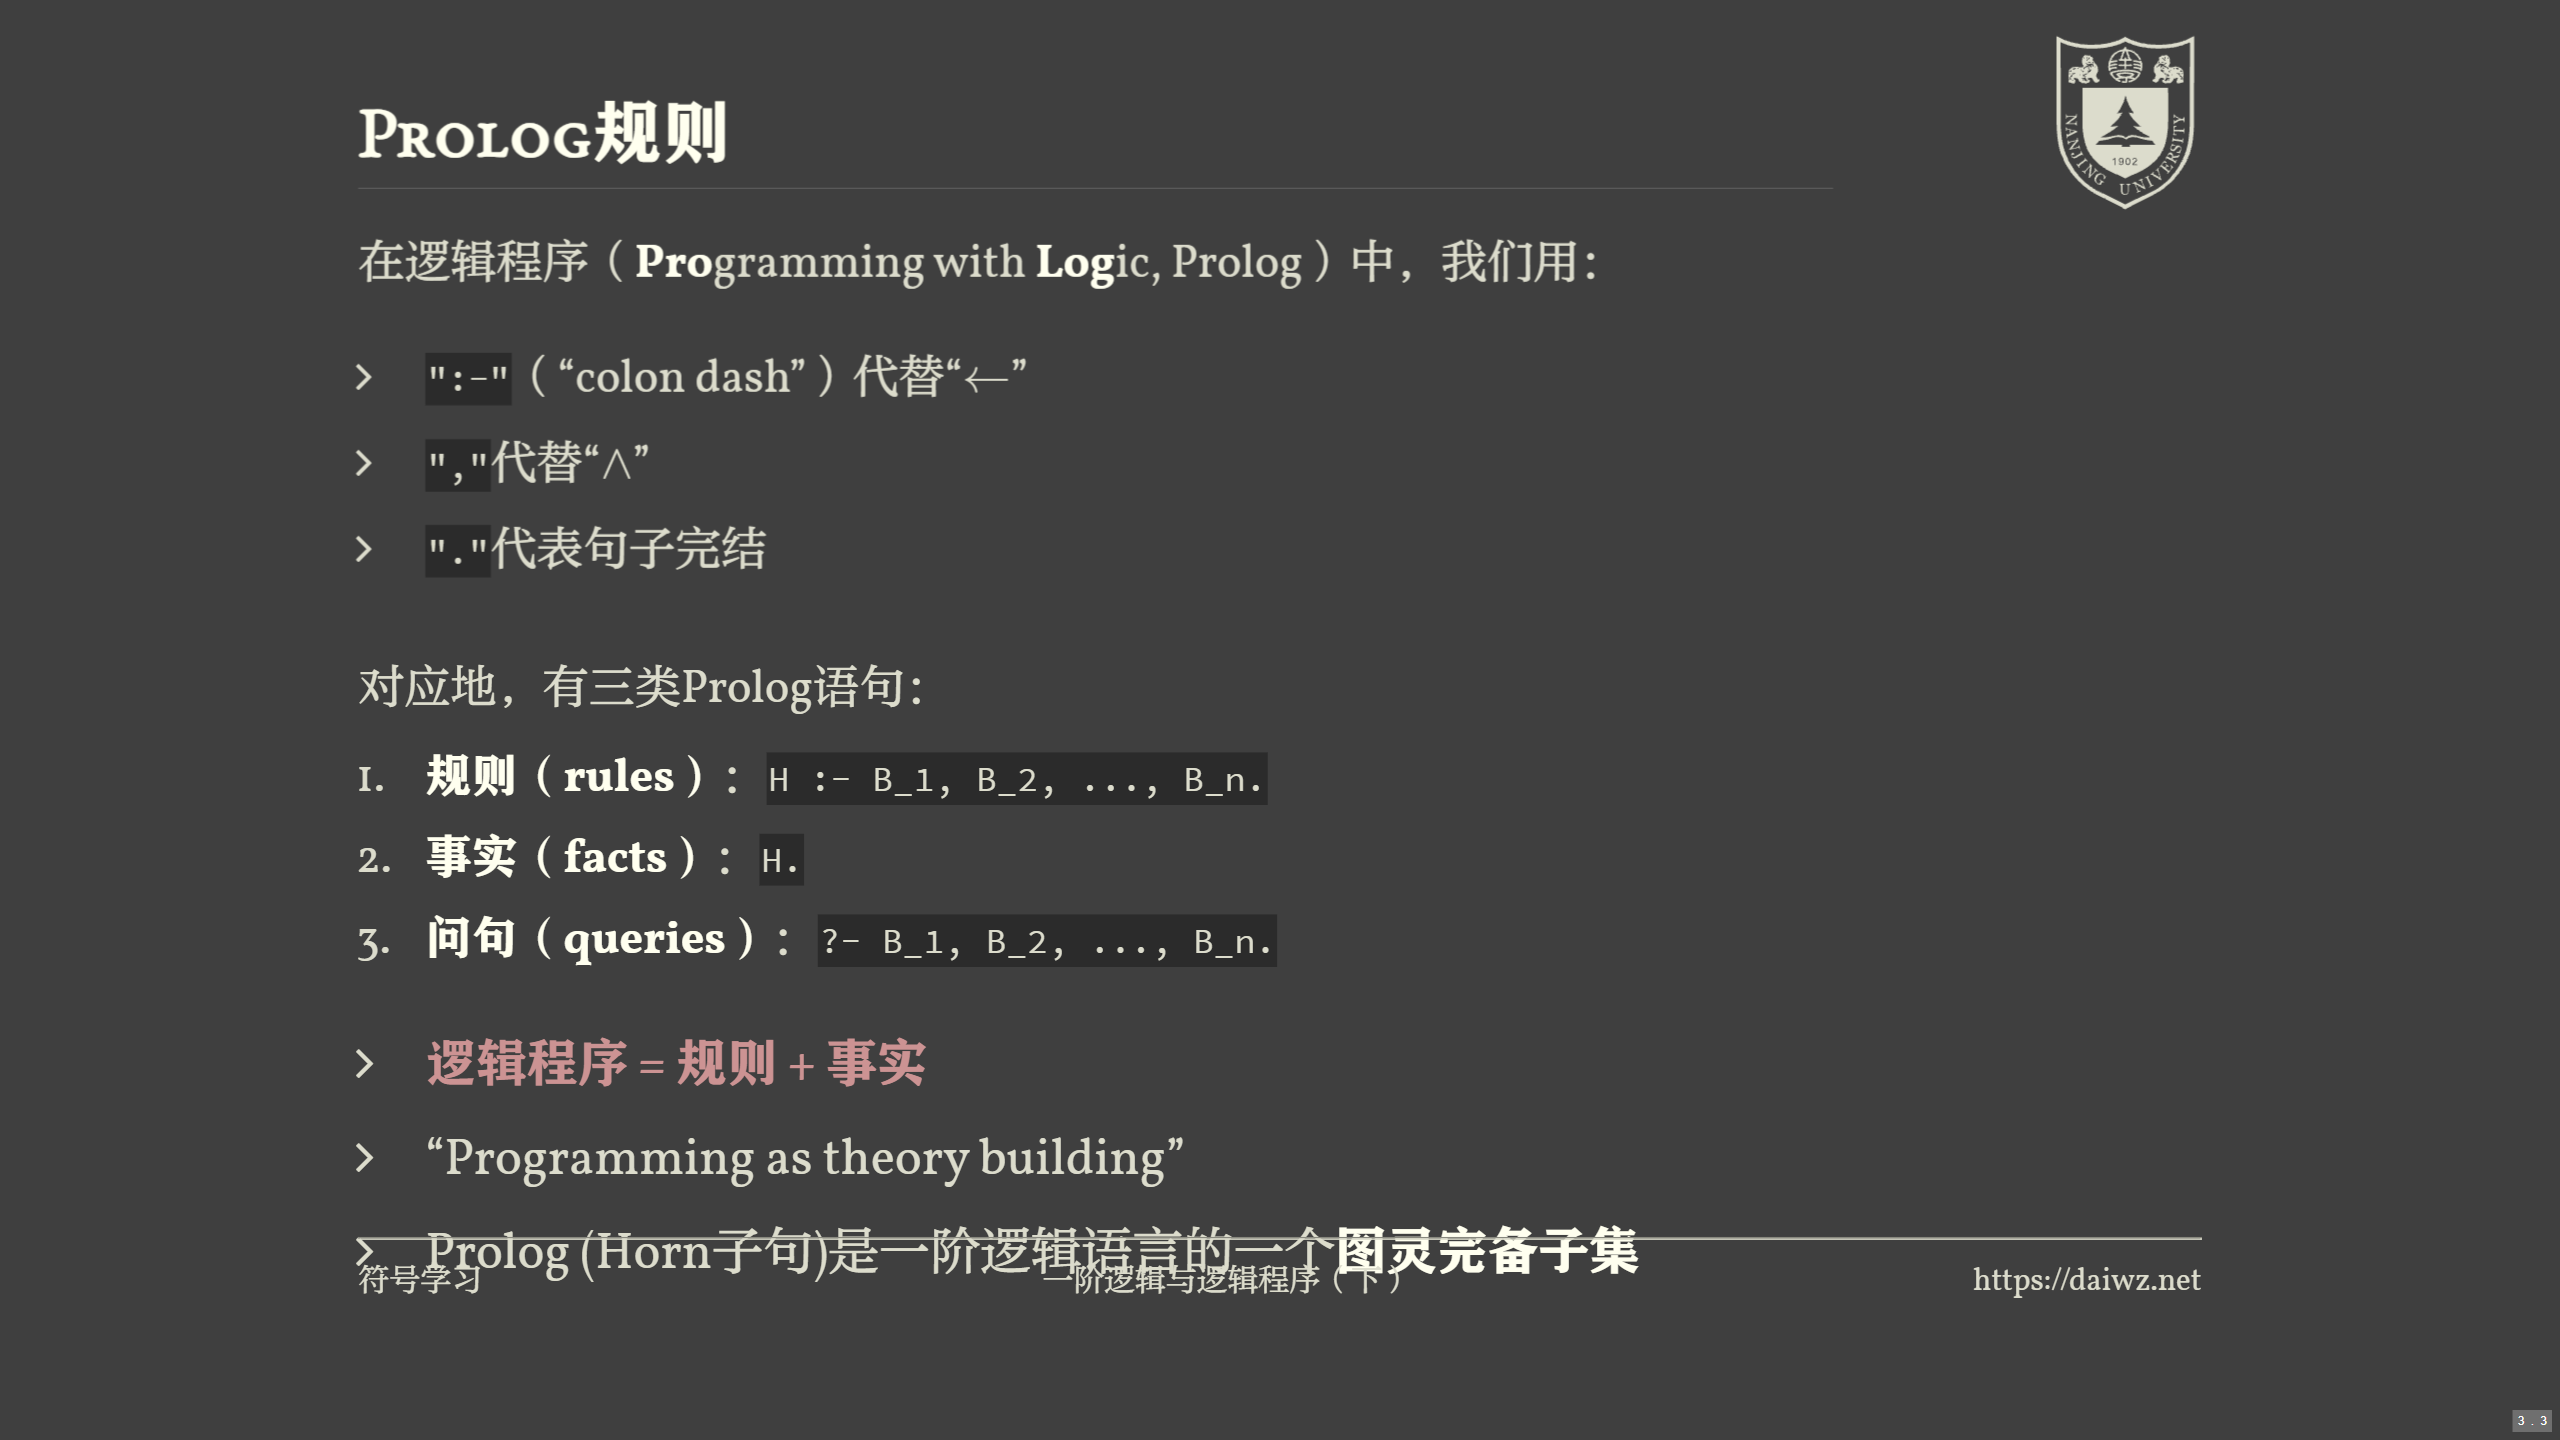 PROLOG规则
NANJING UNIVERSITY
1902
在逻辑程序（Programming with Logic, Prolog）中，我们用：
":-"（“colon dash”）代替“←”
","代替“∧”
"."代表句子完结
对应地，有三类Prolog语句：
1. 规则（rules）：H :- B_1, B_2, ..., B_n.
2. 事实（facts）：H.
3. 问句（queries）：?- B_1, B_2, ..., B_n.
逻辑程序 = 规则 + 事实
“Programming as theory building”
Prolog (Horn子句)是一阶逻辑语言的一个图灵完备子集
符号学习
一阶逻辑与逻辑程序（下）
https://daiwz.net
3 . 3